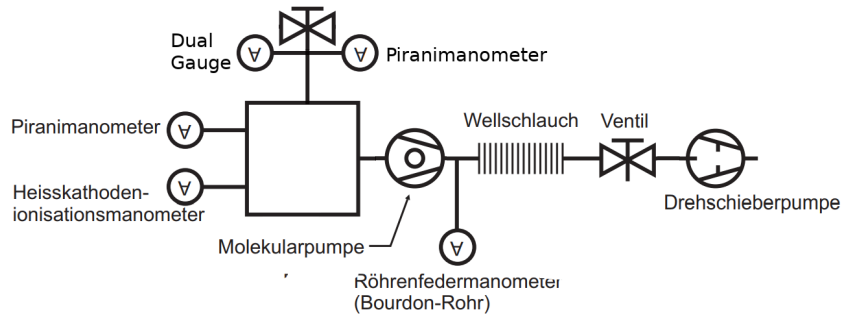 Dual
Gauge
Piranimanometer
Piranimanometer
Wellschlauch
Ventil
Heisskathoden-
ionisationsmanometer
Drehschieberpumpe
Molekularpumpe
Röhrenfedermanometer
(Bourdon-Rohr)